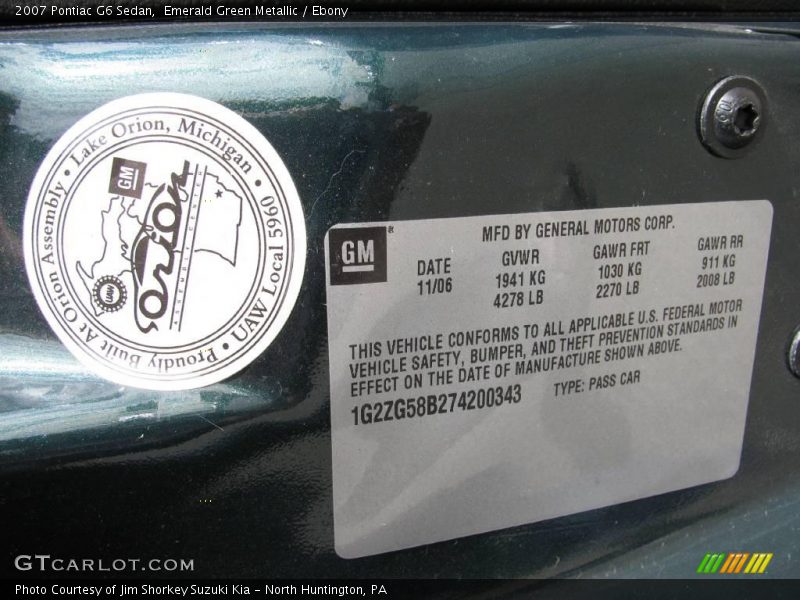 2007 Pontiac G6 Sedan, Emerald Green Metallic / Ebony
Proudly Built At Orion Assembly • Lake Orion, Michigan • UAW Local 5960 •
GM
orion
ASSEMBLY CENTER
UAW
GM
MFD BY GENERAL MOTORS CORP.
DATE GVWR GAWR FRT GAWR RR
11/06 1941 KG 1030 KG 911 KG
4278 LB 2270 LB 2008 LB
THIS VEHICLE CONFORMS TO ALL APPLICABLE U.S. FEDERAL MOTOR
VEHICLE SAFETY, BUMPER, AND THEFT PREVENTION STANDARDS IN
EFFECT ON THE DATE OF MANUFACTURE SHOWN ABOVE.
1G2ZG58B274200343 TYPE: PASS CAR
GTCARLOT.COM
Photo Courtesy of Jim Shorkey Suzuki Kia - North Huntington, PA